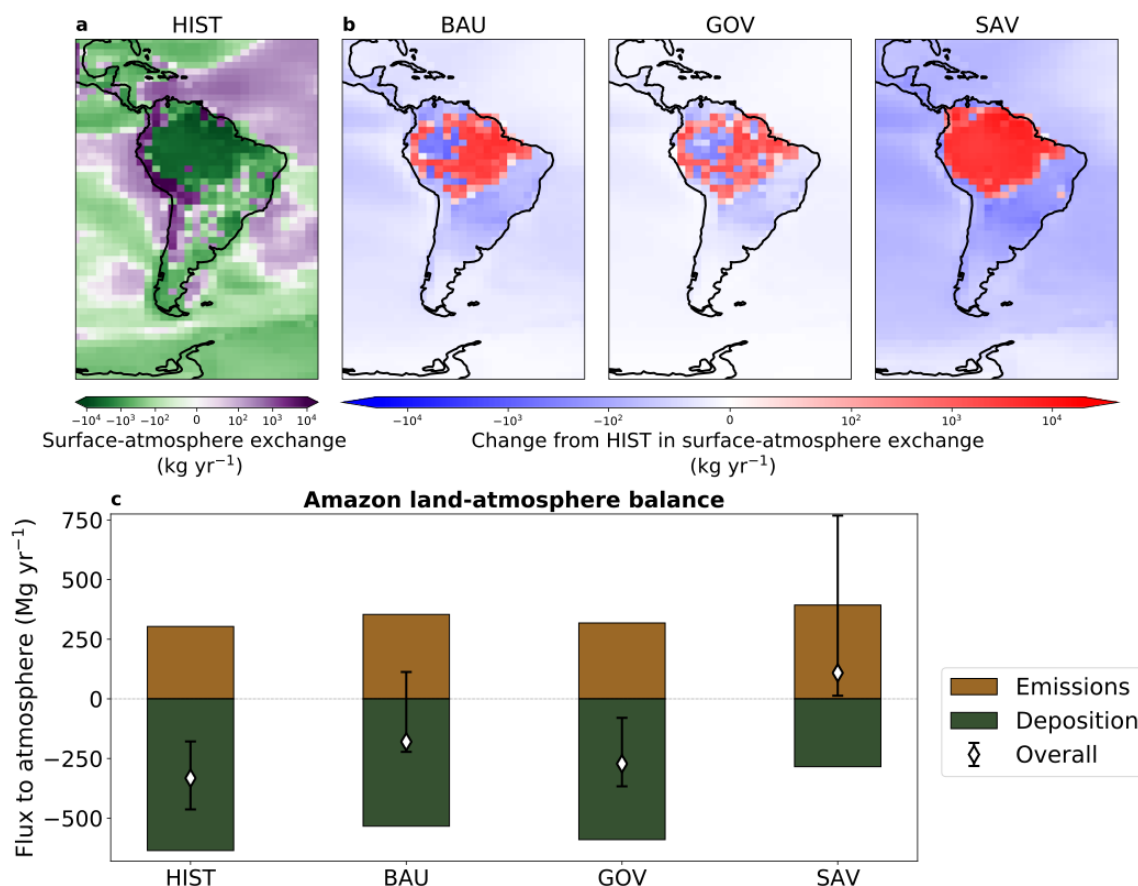 a HIST
b BAU GOV SAV
−10⁴ −10³ −10² 0 10² 10³ 10⁴
Surface-atmosphere exchange
(kg yr⁻¹)
−10⁴ −10³ −10² 0 10² 10³ 10⁴
Change from HIST in surface-atmosphere exchange
(kg yr⁻¹)
c Amazon land-atmosphere balance
Flux to atmosphere (Mg yr⁻¹)
750
500
250
0
−250
−500
HIST BAU GOV SAV
Emissions
Deposition
Overall